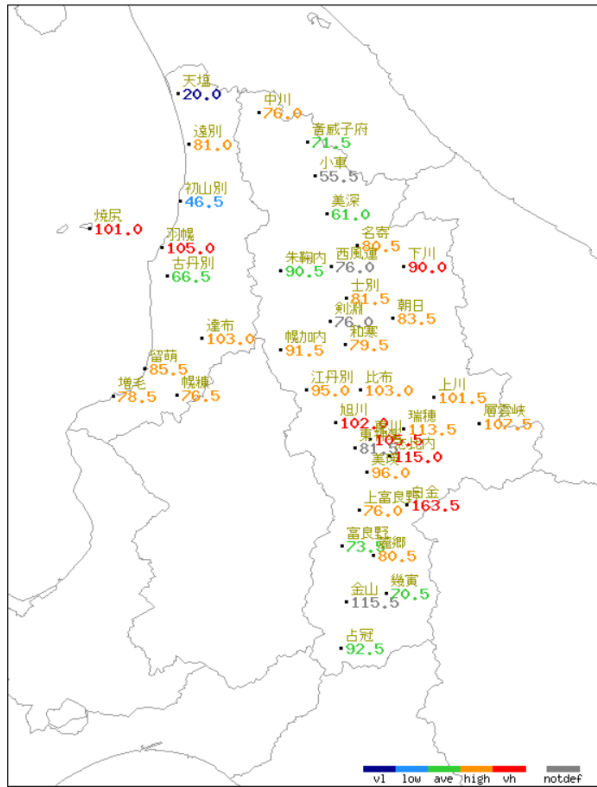 天塩
20.0
中川
76.0
遠別
81.0
音威子府
71.5
小車
55.5
初山別
46.5
美深
61.0
焼尻
101.0
羽幌
105.0
名寄
80.5
古丹別
66.5
朱鞠内
90.5
西風連
76.0
下川
90.0
士別
81.5
朝日
83.5
剣淵
76.0
達布
103.0
幌加内
91.5
和寒
79.5
留萌
85.5
増毛
78.5
幌糠
76.5
江丹別
95.0
比布
103.0
上川
101.5
旭川
102.0
瑞穂
113.5
層雲峡
102.5
105.5
115.0
美瑛
96.0
上富良野
76.0
白金
163.5
富良野
73.5
麓郷
80.5
金山
115.5
幾寅
70.5
占冠
92.5
vl low ave high vh notdef